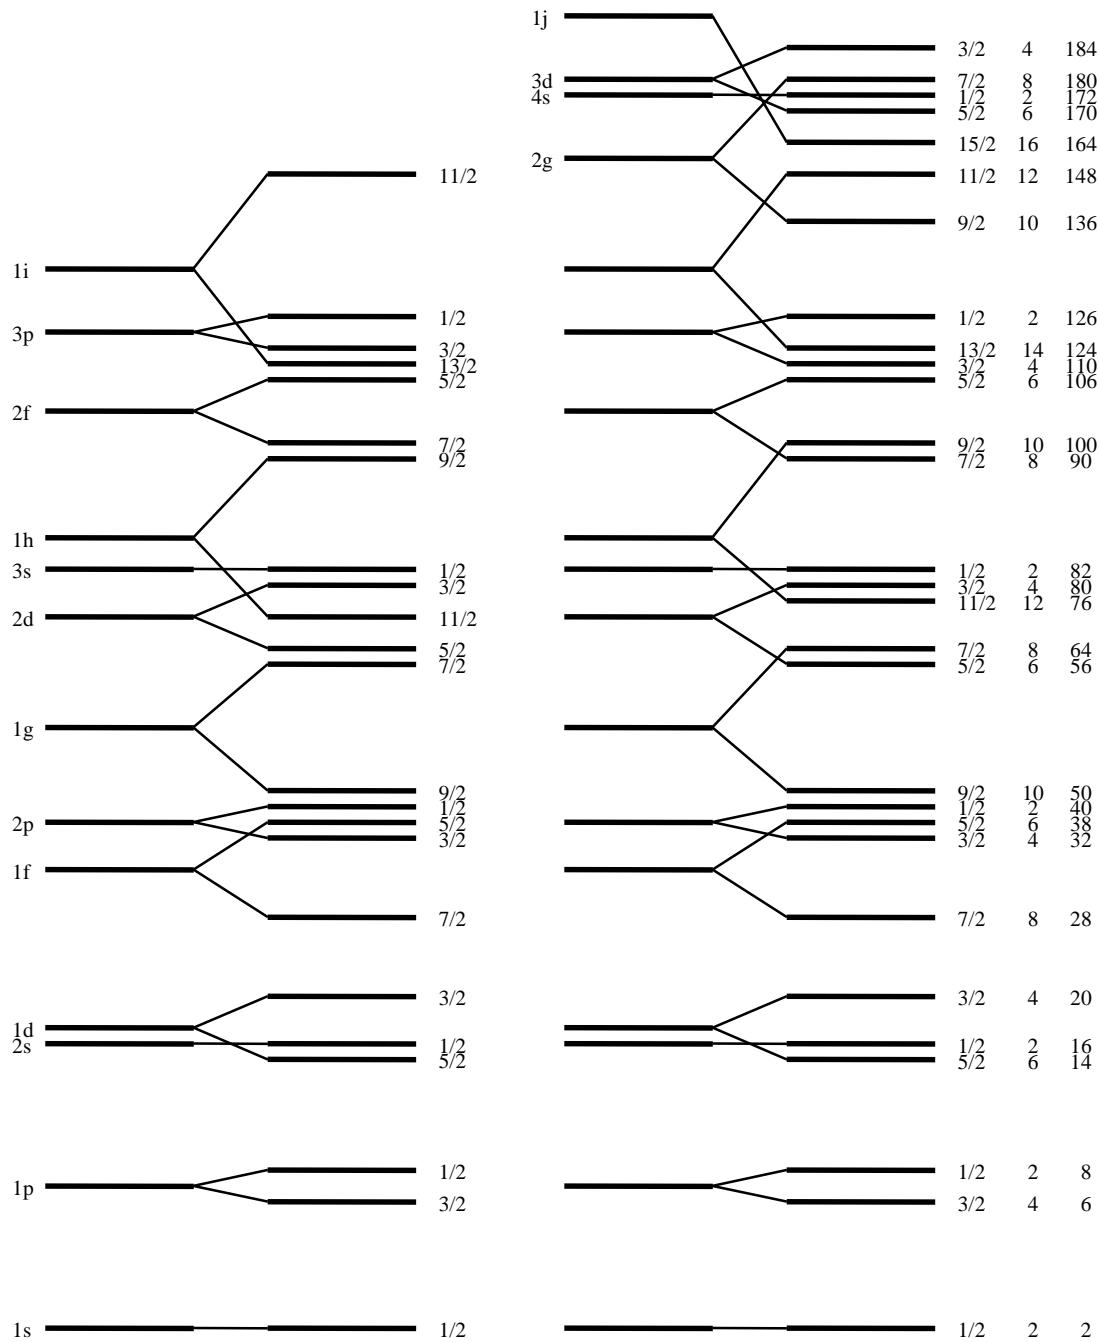 1j
3/2 4 184
3d 7/2 8 180
4s 1/2 2 172
5/2 6 170
15/2 16 164
2g
11/2 11/2 12 148
9/2 10 136
1i
1/2 1/2 2 126
3p
3/2 13/2 14 124
13/2 3/2 4 110
5/2 5/2 6 106
2f
7/2 9/2 10 100
9/2 7/2 8 90
1h
3s 1/2 1/2 2 82
3/2 3/2 4 80
11/2 12 76
2d 11/2
5/2 7/2 8 64
7/2 5/2 6 56
1g
9/2 9/2 10 50
1/2 1/2 2 40
2p 5/2 5/2 6 38
3/2 3/2 4 32
1f
7/2 7/2 8 28
3/2 3/2 4 20
1d
2s 1/2 1/2 2 16
5/2 5/2 6 14
1/2 1/2 2 8
1p
3/2 3/2 4 6
1s 1/2 1/2 2 2